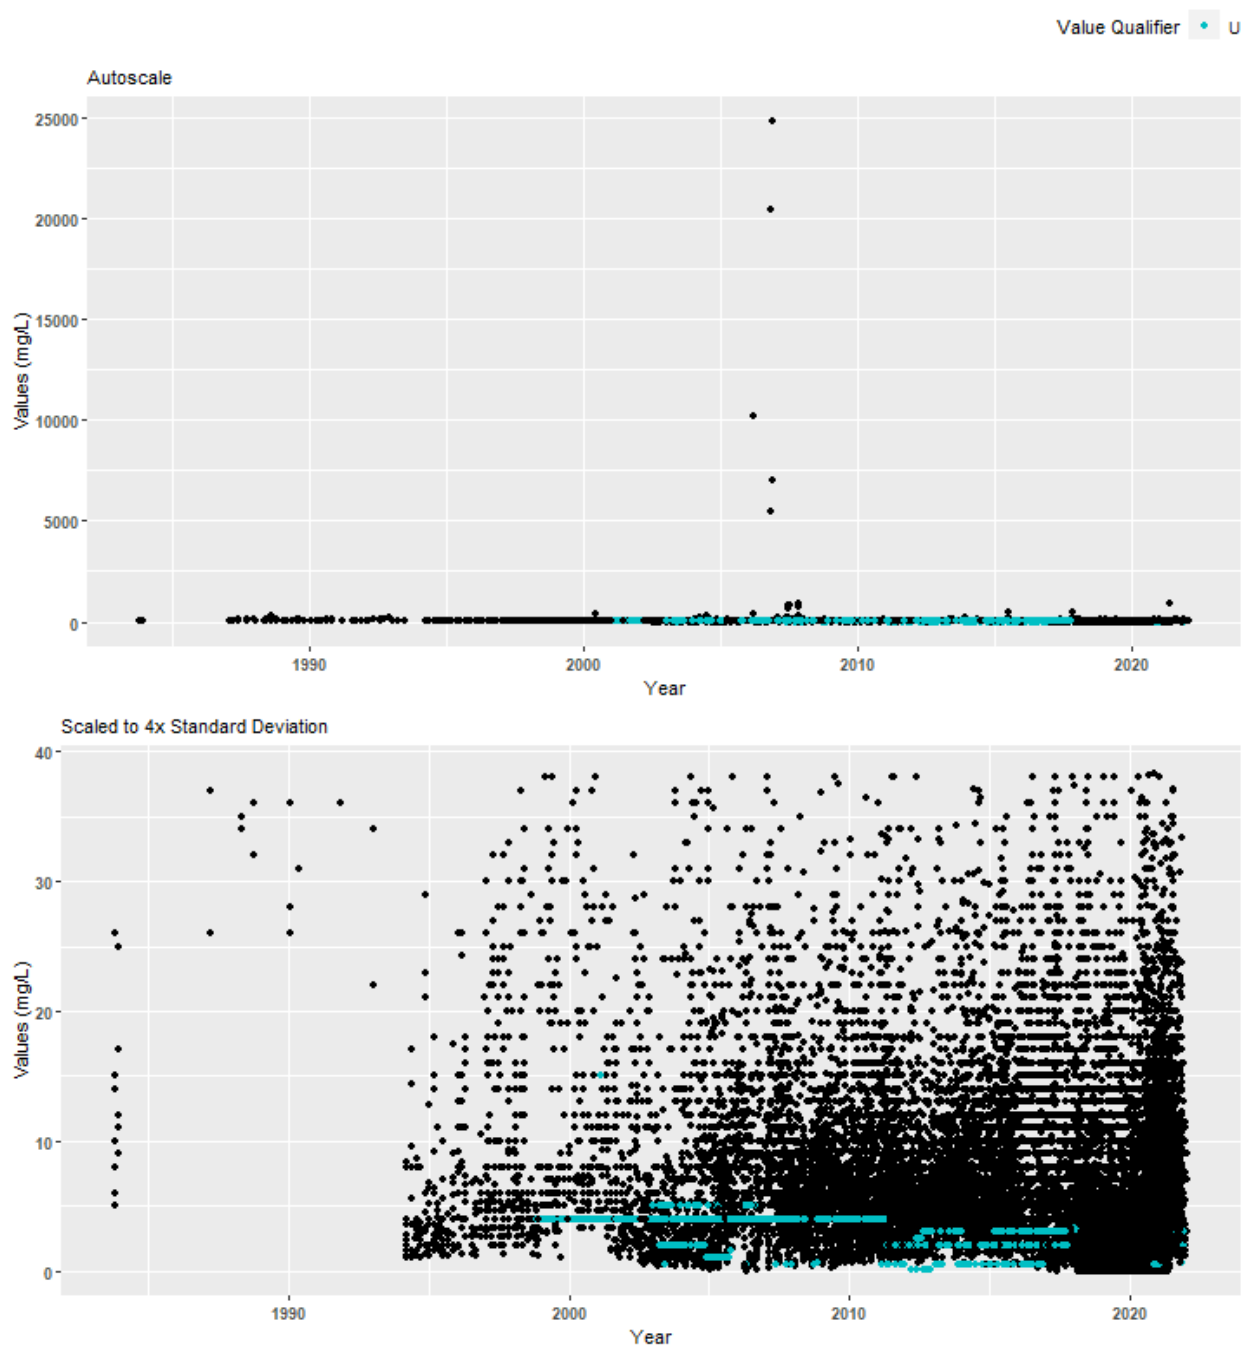 Value Qualifier U
Autoscale
25000
20000
15000
10000
5000
0
Values (mg/L)
1990 2000 2010 2020
Year
Scaled to 4x Standard Deviation
40
30
20
10
0
Values (mg/L)
1990 2000 2010 2020
Year